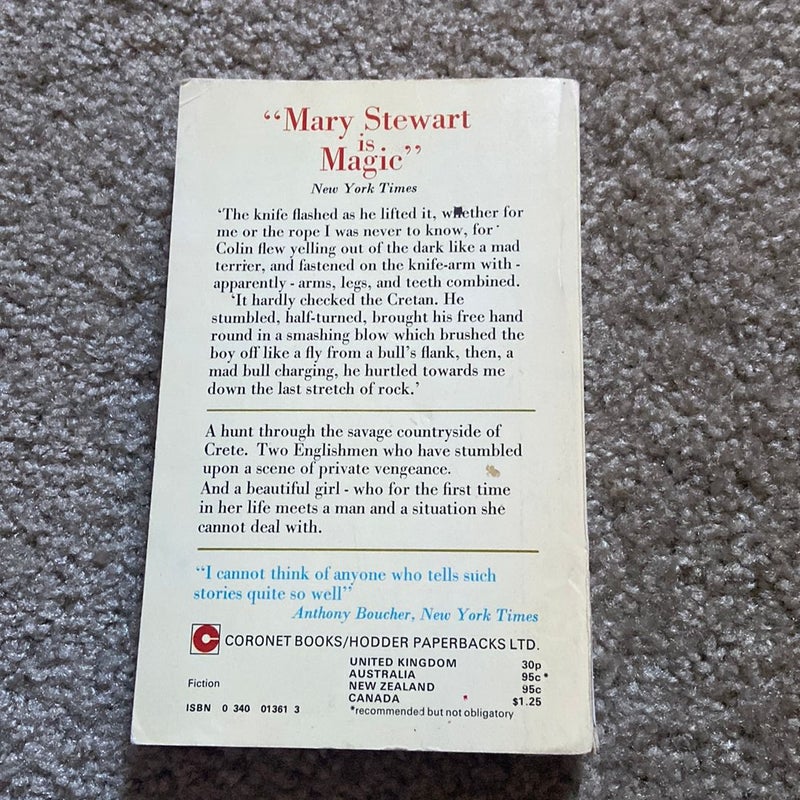 “Mary Stewart
is
Magic”
New York Times
‘The knife flashed as he lifted it, whether for
me or the rope I was never to know, for
Colin flew yelling out of the dark like a mad
terrier, and fastened on the knife-arm with -
apparently - arms, legs, and teeth combined.
‘It hardly checked the Cretan. He
stumbled, half-turned, brought his free hand
round in a smashing blow which brushed the
boy off like a fly from a bull's flank, then, a
mad bull charging, he hurtled towards me
down the last stretch of rock.’
A hunt through the savage countryside of
Crete. Two Englishmen who have stumbled
upon a scene of private vengeance.
And a beautiful girl - who for the first time
in her life meets a man and a situation she
cannot deal with.
“I cannot think of anyone who tells such
stories quite so well”
Anthony Boucher, New York Times
CORONET BOOKS/HODDER PAPERBACKS LTD.
UNITED KINGDOM 30p
AUSTRALIA 95c*
Fiction NEW ZEALAND 95c
CANADA $1.25
ISBN 0 340 01361 3 *recommended but not obligatory